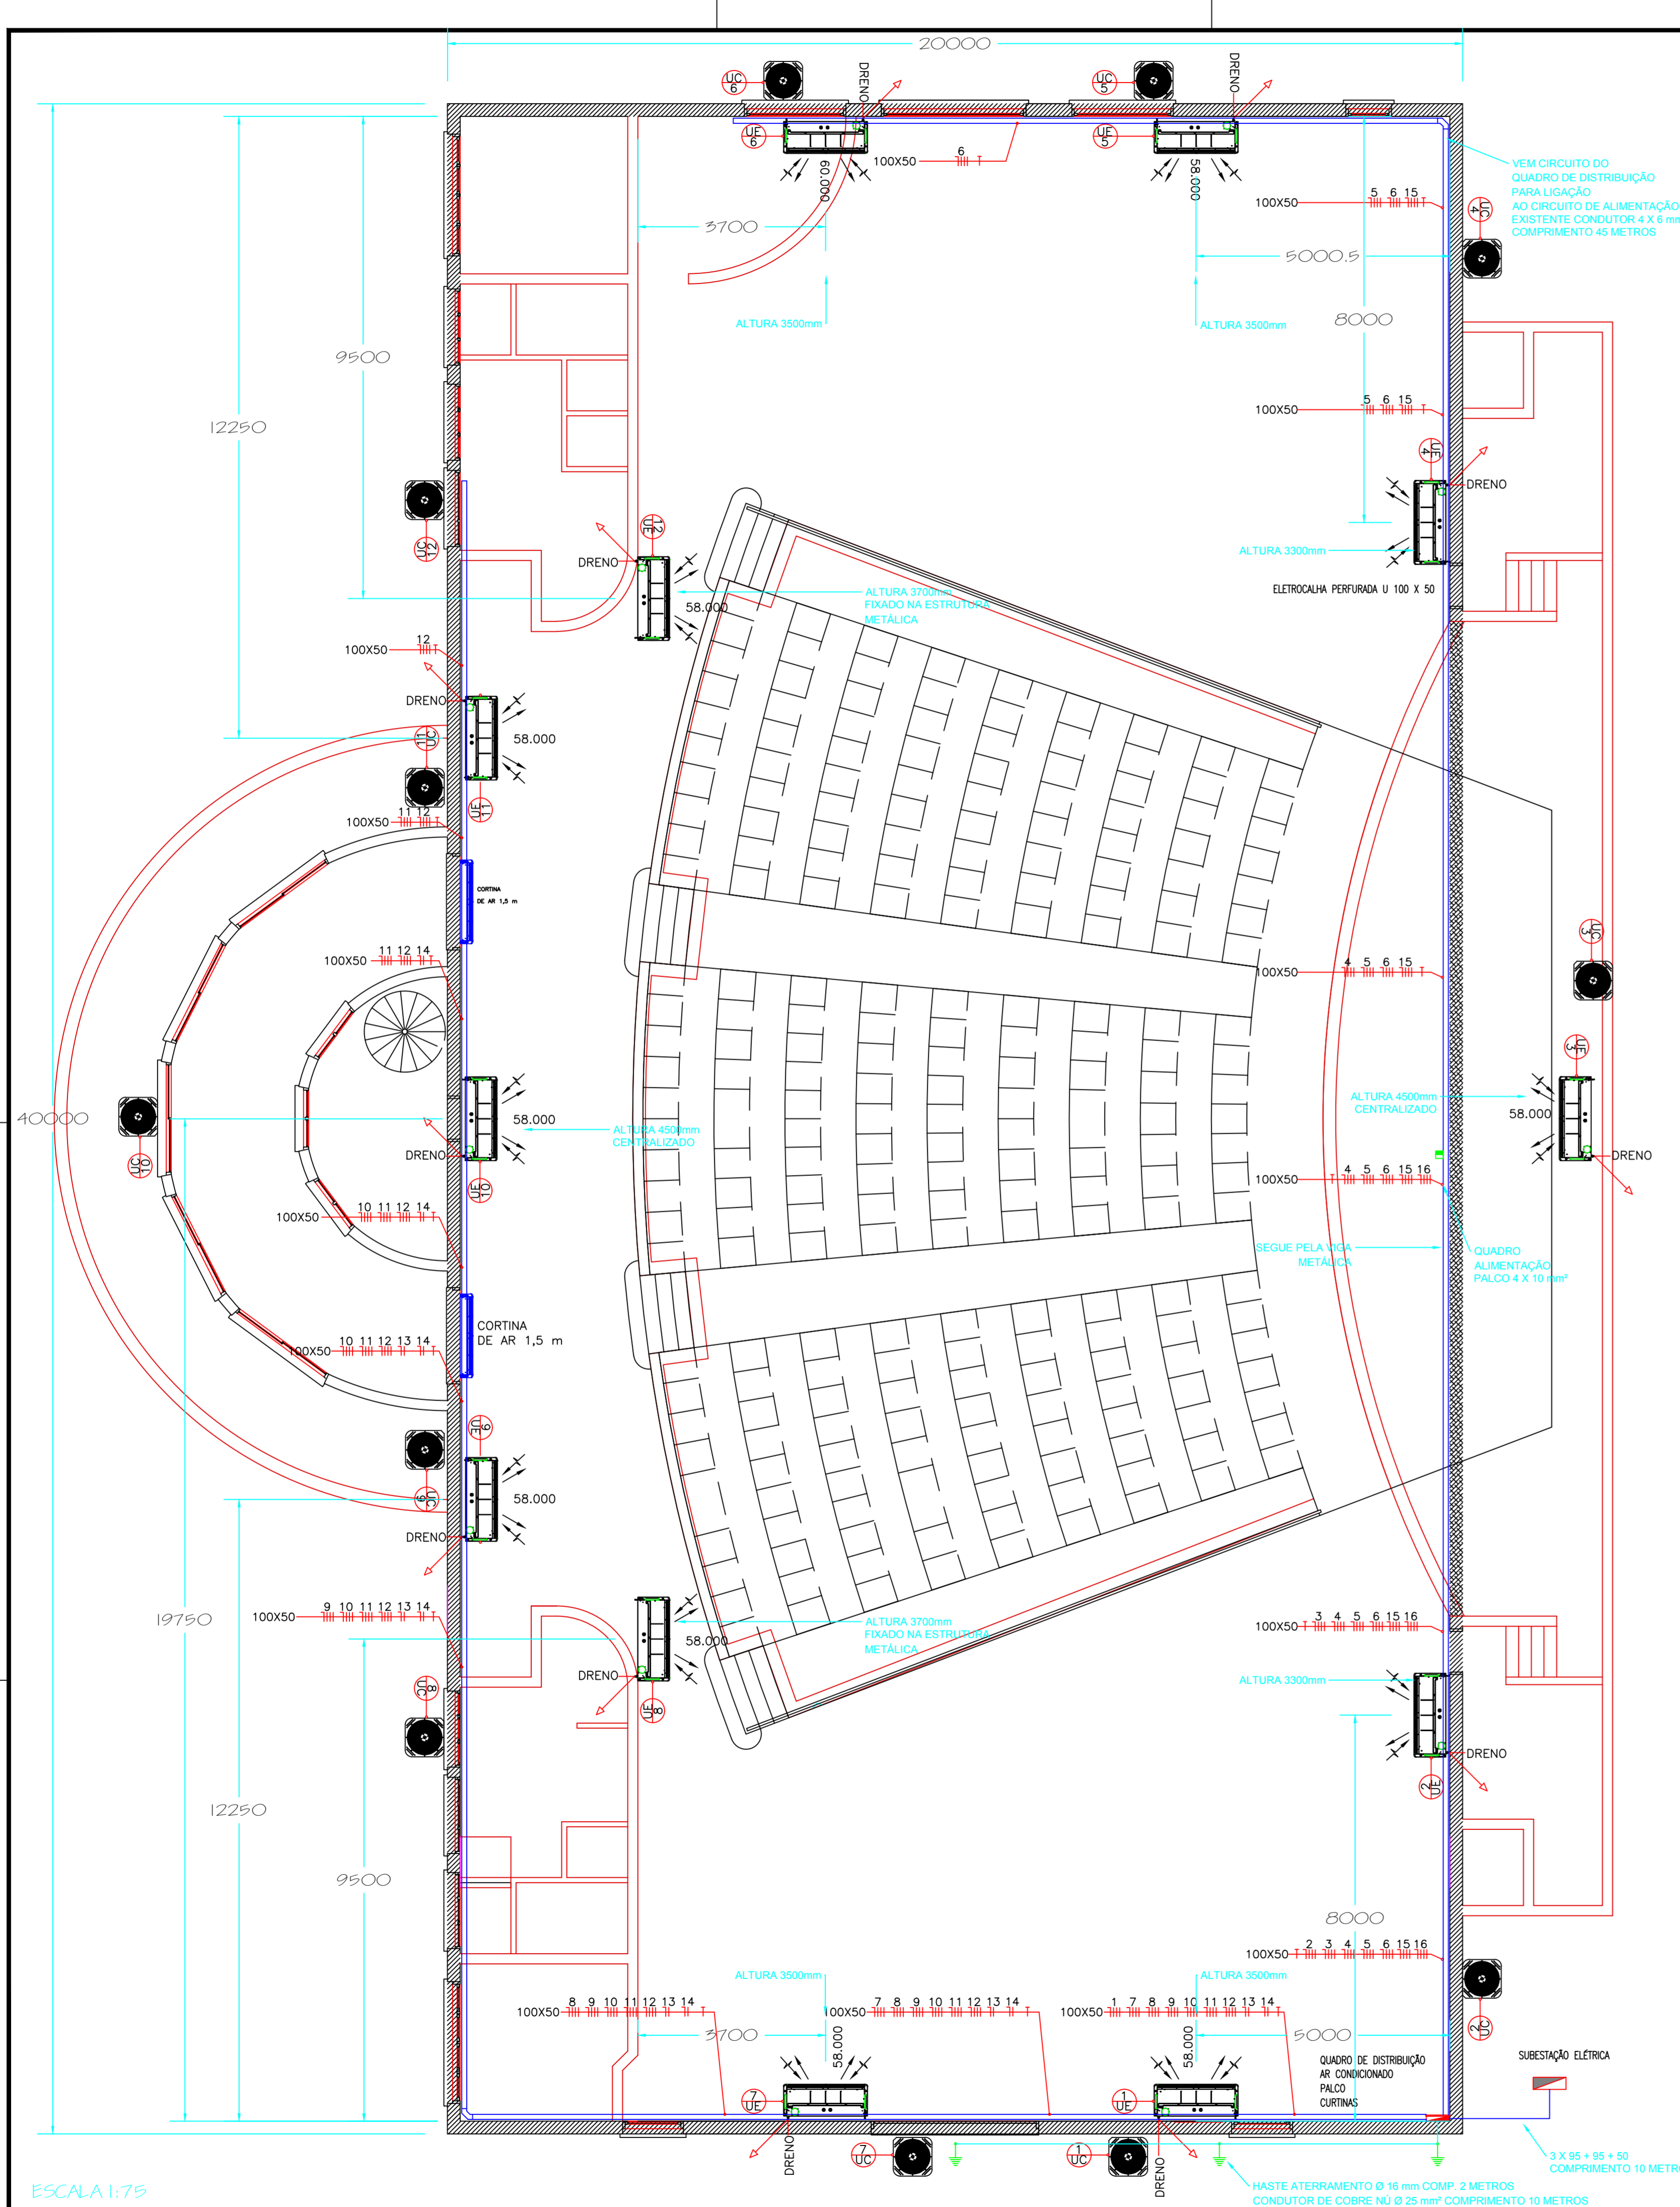 20000
UC
6
DRENO
UC
5
DRENO
UE
6
UE
5
100X50
6
60.000
58.000
VEM CIRCUITO DO
QUADRO DE DISTRIBUIÇÃO
PARA LIGAÇÃO
AO CIRCUITO DE ALIMENTAÇÃO
EXISTENTE CONDUTOR 4 X 6 mm
COMPRIMENTO 45 METROS
100X50
5 6 15
UC
4
3700
5000.5
ALTURA 3500mm
ALTURA 3500mm
8000
9500
12250
100X50
5 6 15
UE
4
DRENO
ALTURA 3300mm
ELETROCALHA PERFURADA U 100 X 50
UC
12
UE
12
DRENO
58.000
ALTURA 3700mm
FIXADO NA ESTRUTURA
METÁLICA
100X50
12
DRENO
58.000
UC
11
UE
11
100X50
11 12
CORTINA
DE AR 1,5 m
100X50
11 12 14
100X50
4 5 6 15
UC
3
UE
3
40000
58.000
DRENO
ALTURA 4500mm
CENTRALIZADO
UC
10
UE
10
ALTURA 4500mm
CENTRALIZADO
58.000
DRENO
100X50
4 5 6 15 16
100X50
10 11 12 14
SEGUE PELA VIGA
METÁLICA
QUADRO
ALIMENTAÇÃO
PALCO 4 X 10 mm²
CORTINA
DE AR 1,5 m
100X50
10 11 12 13 14
UE
9
UC
9
58.000
DRENO
19750
100X50
9 10 11 12 13 14
ALTURA 3700mm
FIXADO NA ESTRUTURA
METÁLICA
58.000
DRENO
UC
8
UE
8
100X50
3 4 5 6 15 16
ALTURA 3300mm
DRENO
UE
2
12250
9500
8000
100X50
2 3 4 5 6 15 16
ALTURA 3500mm
ALTURA 3500mm
100X50
8 9 10 11 12 13 14
100X50
7 8 9 10 11 12 13 14
100X50
1 7 8 9 10 11 12 13 14
UC
2
3700
58.000
58.000
5000
QUADRO DE DISTRIBUIÇÃO
AR CONDICIONADO
PALCO
CURTINAS
SUBESTAÇÃO ELÉTRICA
7
UE
1
UE
DRENO
7
UC
1
UC
DRENO
3 X 95 + 95 + 50
COMPRIMENTO 10 METR
HASTE ATERRAMENTO Ø 16 mm COMP. 2 METROS
CONDUTOR DE COBRE NÚ Ø 25 mm² COMPRIMENTO 10 METROS
ESCALA 1:75